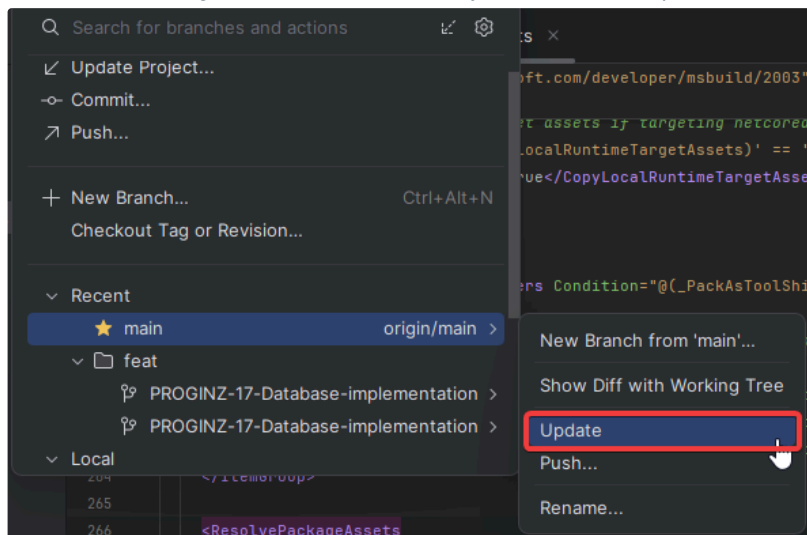 Search for branches and actions
s ×
Update Project...
oft.com/developer/msbuild/2003"
Commit...
et assets if targeting netcorea
Push...
LocalRuntimeTargetAssets)' == '
rue</CopyLocalRuntimeTargetAsse
New Branch... Ctrl+Alt+N
Checkout Tag or Revision...
ers Condition="@(_PackAsToolShi
Recent
main origin/main
New Branch from 'main'...
feat
PROGINZ-17-Database-implementation
Show Diff with Working Tree
PROGINZ-17-Database-implementation
Update
Local
Push...
264 </ItemGroup>
265
Rename...
266 <ResolvePackageAssets